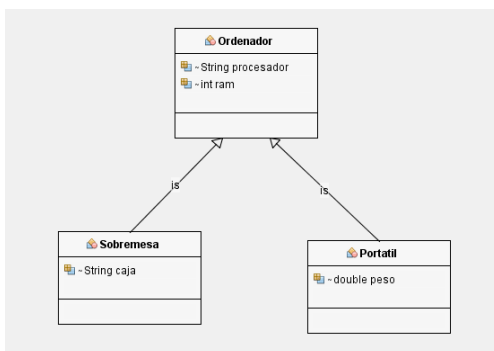 Ordenador
~String procesador
~int ram
is
is
Sobremesa
~String caja
Portatil
~double peso